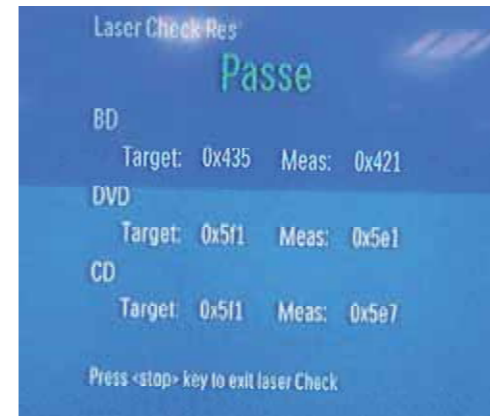 Laser Check Res
Passe
BD
Target: 0x435 Meas: 0x421
DVD
Target: 0x5f1 Meas: 0x5e1
CD
Target: 0x5f1 Meas: 0x5e7
Press <stop> key to exit laser Check